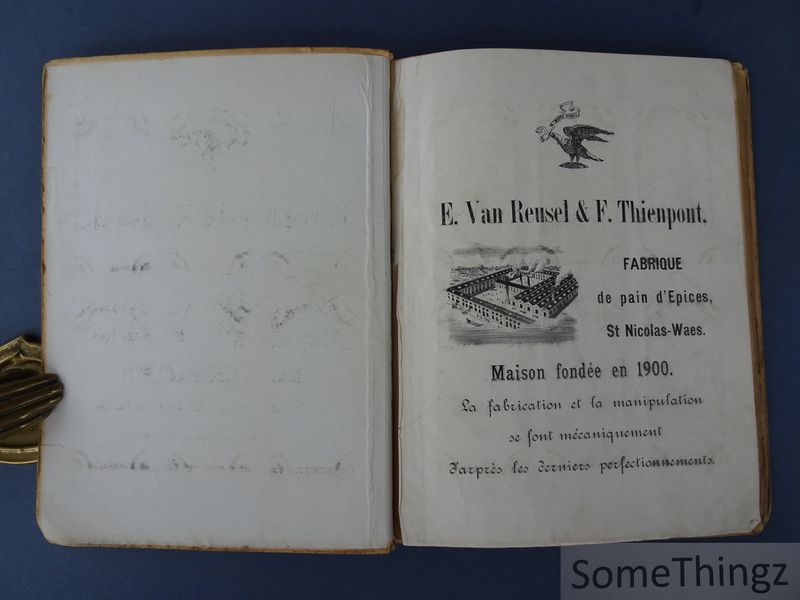 E. Van Reusel & F. Thienpont.
FABRIQUE
de pain d'Epices,
St Nicolas-Waes.
Maison fondée en 1900.
La fabrication et la manipulation
se font mécaniquement
d'après les derniers perfectionnements.
SomeThingz